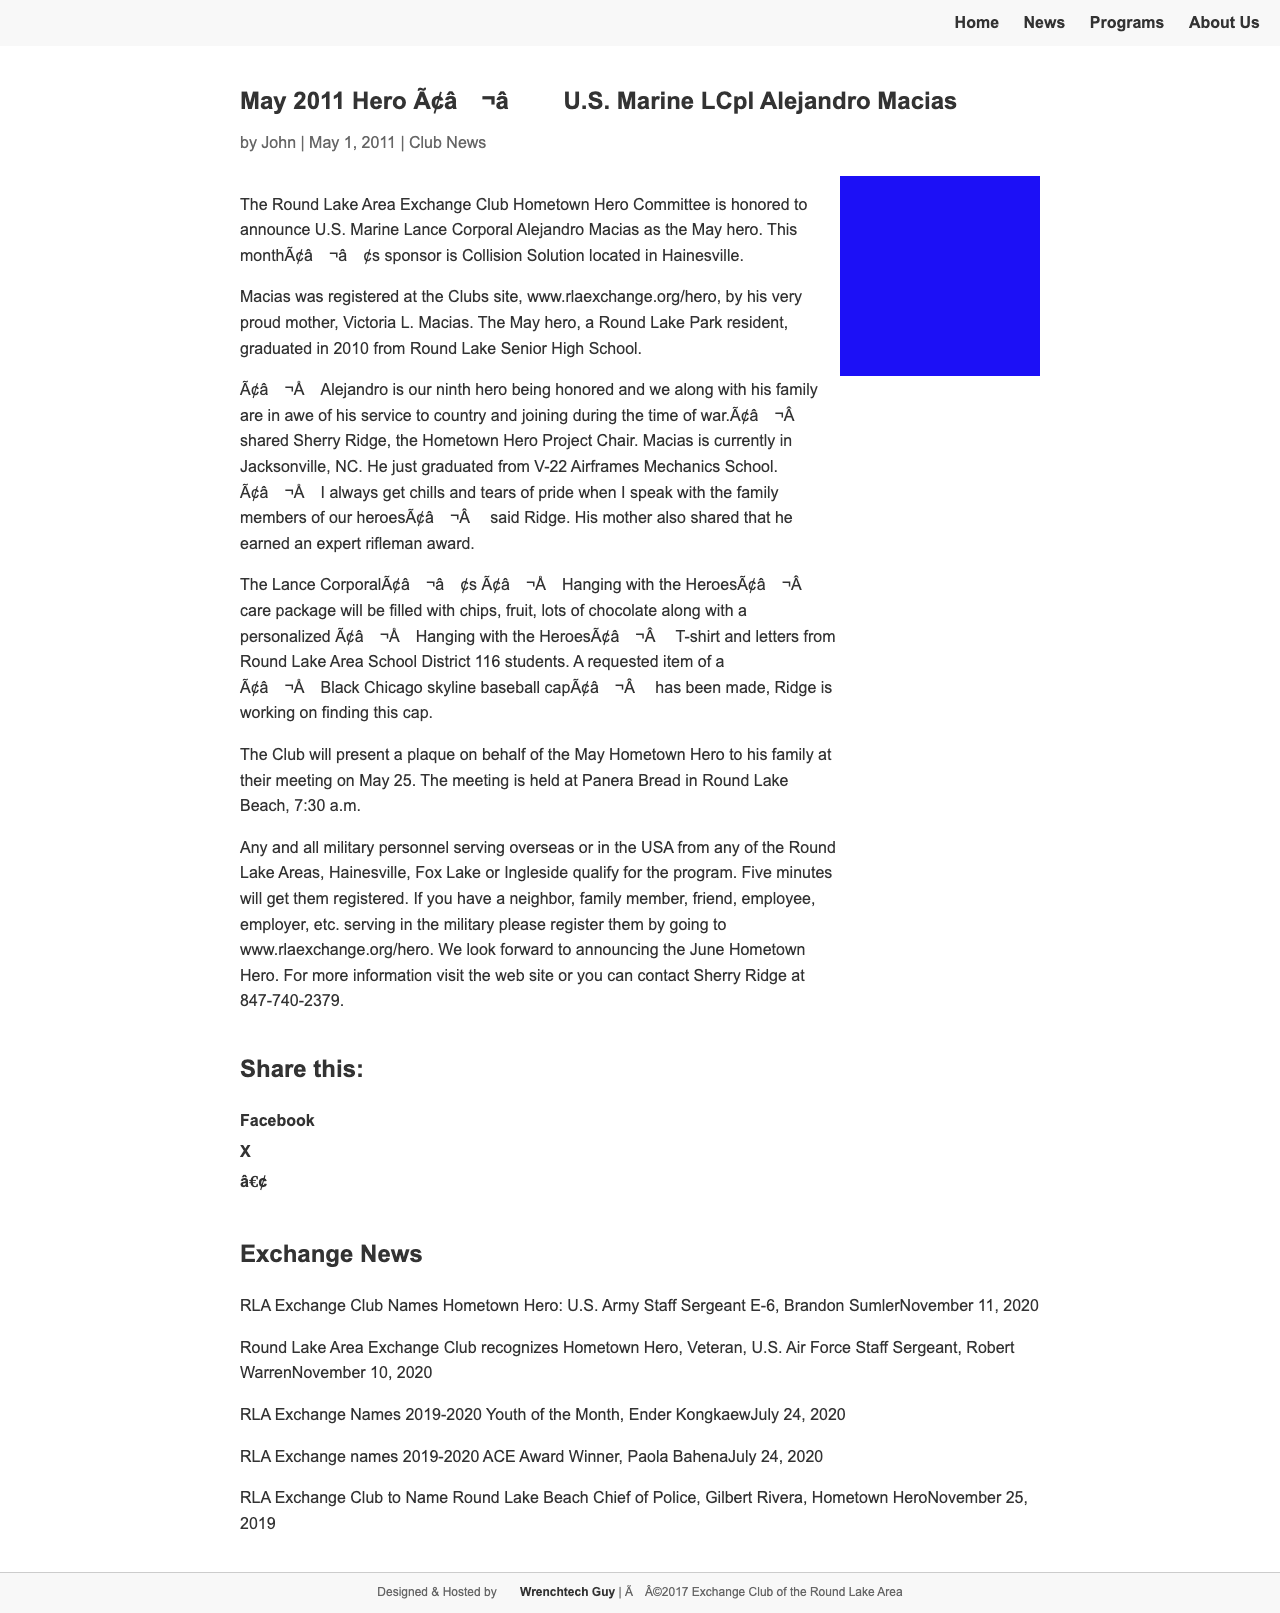 Home News Programs About Us
May 2011 Hero Ã¢â ¬â U.S. Marine LCpl Alejandro Macias
by John | May 1, 2011 | Club News
The Round Lake Area Exchange Club Hometown Hero Committee is honored to
announce U.S. Marine Lance Corporal Alejandro Macias as the May hero. This
monthÃ¢â ¬â ¢s sponsor is Collision Solution located in Hainesville.
Macias was registered at the Clubs site, www.rlaexchange.org/hero, by his very
proud mother, Victoria L. Macias. The May hero, a Round Lake Park resident,
graduated in 2010 from Round Lake Senior High School.
Ã¢â ¬Å Alejandro is our ninth hero being honored and we along with his family
are in awe of his service to country and joining during the time of war.Ã¢â ¬Â
shared Sherry Ridge, the Hometown Hero Project Chair. Macias is currently in
Jacksonville, NC. He just graduated from V-22 Airframes Mechanics School.
Ã¢â ¬Å I always get chills and tears of pride when I speak with the family
members of our heroesÃ¢â ¬Â said Ridge. His mother also shared that he
earned an expert rifleman award.
The Lance CorporalÃ¢â ¬â ¢s Ã¢â ¬Å Hanging with the HeroesÃ¢â ¬Â
care package will be filled with chips, fruit, lots of chocolate along with a
personalized Ã¢â ¬Å Hanging with the HeroesÃ¢â ¬Â T-shirt and letters from
Round Lake Area School District 116 students. A requested item of a
Ã¢â ¬Å Black Chicago skyline baseball capÃ¢â ¬Â has been made, Ridge is
working on finding this cap.
The Club will present a plaque on behalf of the May Hometown Hero to his family at
their meeting on May 25. The meeting is held at Panera Bread in Round Lake
Beach, 7:30 a.m.
Any and all military personnel serving overseas or in the USA from any of the Round
Lake Areas, Hainesville, Fox Lake or Ingleside qualify for the program. Five minutes
will get them registered. If you have a neighbor, family member, friend, employee,
employer, etc. serving in the military please register them by going to
www.rlaexchange.org/hero. We look forward to announcing the June Hometown
Hero. For more information visit the web site or you can contact Sherry Ridge at
847-740-2379.
Share this:
Facebook
X
â€¢
Exchange News
RLA Exchange Club Names Hometown Hero: U.S. Army Staff Sergeant E-6, Brandon SumlerNovember 11, 2020
Round Lake Area Exchange Club recognizes Hometown Hero, Veteran, U.S. Air Force Staff Sergeant, Robert
WarrenNovember 10, 2020
RLA Exchange Names 2019-2020 Youth of the Month, Ender KongkaewJuly 24, 2020
RLA Exchange names 2019-2020 ACE Award Winner, Paola BahenaJuly 24, 2020
RLA Exchange Club to Name Round Lake Beach Chief of Police, Gilbert Rivera, Hometown HeroNovember 25,
2019
Designed & Hosted by Wrenchtech Guy | Ã Â©2017 Exchange Club of the Round Lake Area